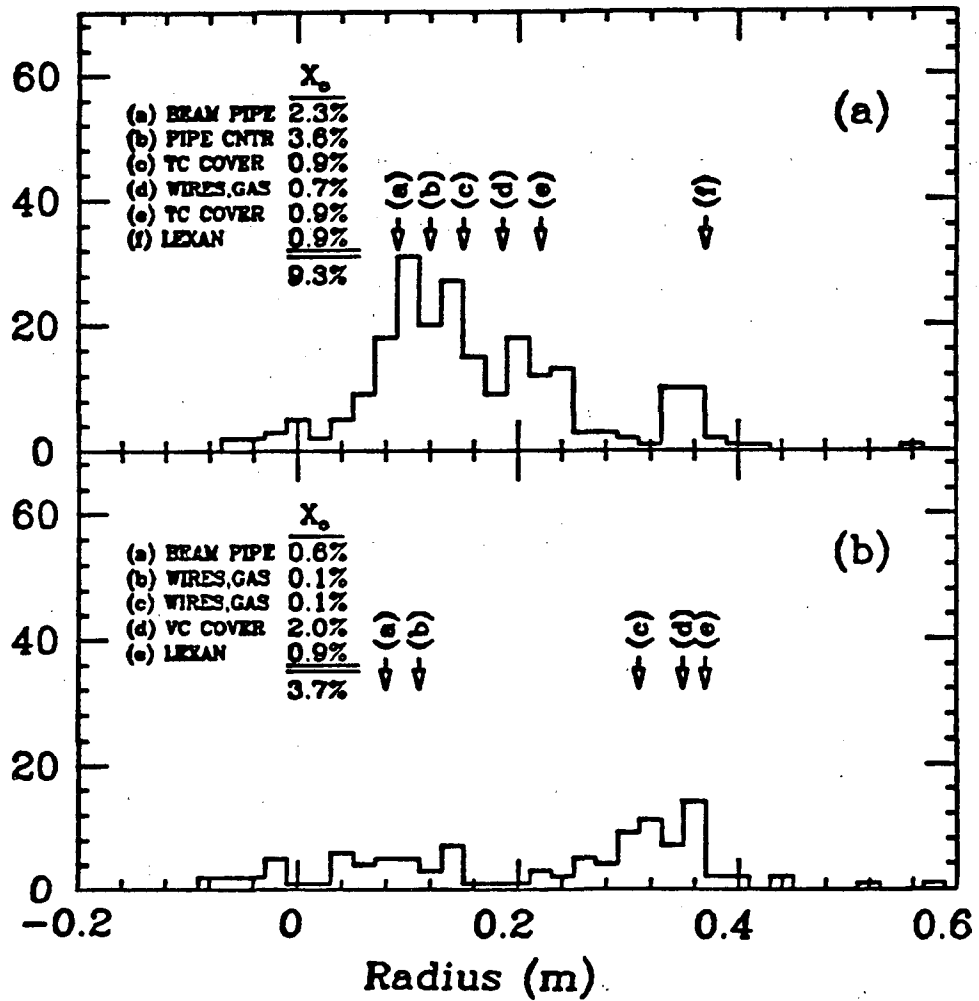 60
X₀
(a) BEAM PIPE 2.3%
(b) PIPE CNTR 3.6%
(c) TC COVER 0.9%
(d) WIRES,GAS 0.7%
(e) TC COVER 0.9%
(f) LEXAN 0.9%
9.3%
(a)
(a) (b) (c) (d) (e) (f)
40
20
0
60
X₀
(a) BEAM PIPE 0.6%
(b) WIRES,GAS 0.1%
(c) WIRES,GAS 0.1%
(d) VC COVER 2.0%
(e) LEXAN 0.9%
3.7%
(b)
(a) (b) (c) (d) (e)
40
20
0
-0.2 0 0.2 0.4 0.6
Radius (m)